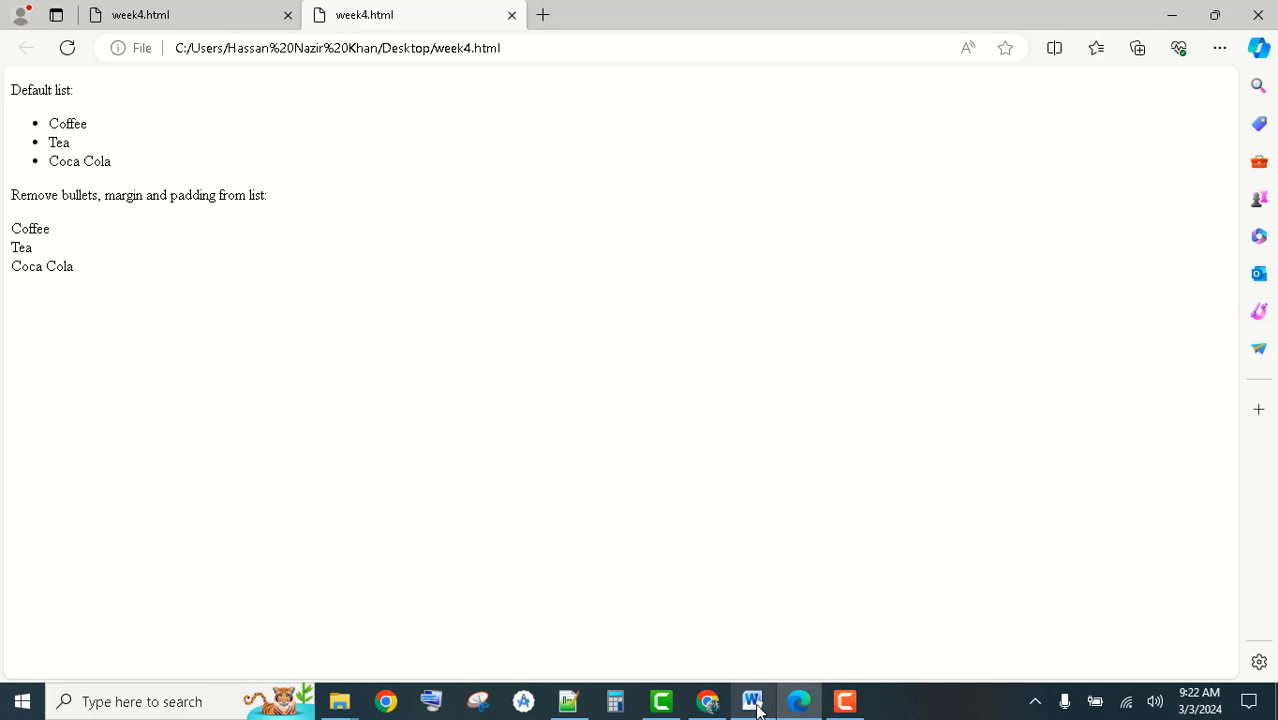 week4.html
week4.html
File
C:/Users/Hassan%20Nazir%20Khan/Desktop/week4.html
Default list:
Coffee
Tea
Coca Cola
Remove bullets, margin and padding from list:
Coffee
Tea
Coca Cola
Type here to search
9:22 AM
3/3/2024